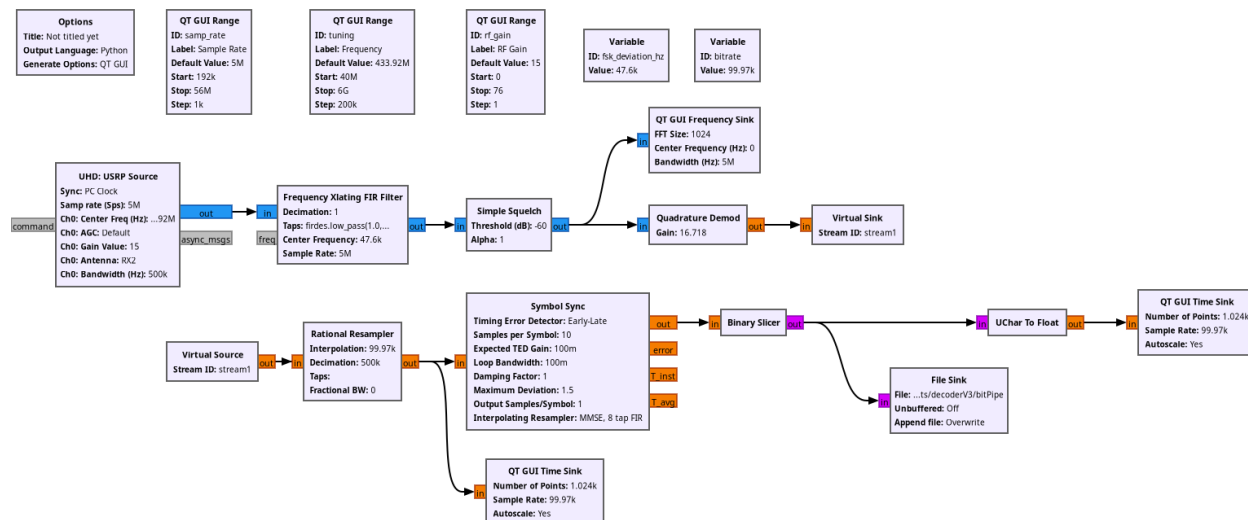 Options
Title: Not titled yet
Output Language: Python
Generate Options: QT GUI
QT GUI Range
ID: samp_rate
Label: Sample Rate
Default Value: 5M
Start: 192k
Stop: 56M
Step: 1k
QT GUI Range
ID: tuning
Label: Frequency
Default Value: 433.92M
Start: 40M
Stop: 6G
Step: 200k
QT GUI Range
ID: rf_gain
Label: RF Gain
Default Value: 15
Start: 0
Stop: 76
Step: 1
Variable
ID: fsk_deviation_hz
Value: 47.6k
Variable
ID: bitrate
Value: 99.97k
QT GUI Frequency Sink
FFT Size: 1024
Center Frequency (Hz): 0
Bandwidth (Hz): 5M
in
UHD: USRP Source
Sync: PC Clock
Samp rate (Sps): 5M
Ch0: Center Freq (Hz): ...92M
Ch0: AGC: Default
Ch0: Gain Value: 15
Ch0: Antenna: RX2
Ch0: Bandwidth (Hz): 500k
command
out
async_msgs
Frequency Xlating FIR Filter
Decimation: 1
Taps: firdes.low_pass(1.0,...
Center Frequency: 47.6k
Sample Rate: 5M
in
freq
out
Simple Squelch
Threshold (dB): -60
Alpha: 1
in
out
Quadrature Demod
Gain: 16.718
in
out
Virtual Sink
Stream ID: stream1
in
Virtual Source
Stream ID: stream1
out
Rational Resampler
Interpolation: 99.97k
Decimation: 500k
Taps:
Fractional BW: 0
in
out
Symbol Sync
Timing Error Detector: Early-Late
Samples per Symbol: 10
Expected TED Gain: 100m
Loop Bandwidth: 100m
Damping Factor: 1
Maximum Deviation: 1.5
Output Samples/Symbol: 1
Interpolating Resampler: MMSE, 8 tap FIR
in
out
error
T_inst
T_avg
Binary Slicer
in
out
UChar To Float
in
out
QT GUI Time Sink
Number of Points: 1.024k
Sample Rate: 99.97k
Autoscale: Yes
in
File Sink
File: ...ts/decoderV3/bitPipe
Unbuffered: Off
Append file: Overwrite
in
QT GUI Time Sink
Number of Points: 1.024k
Sample Rate: 99.97k
Autoscale: Yes
in